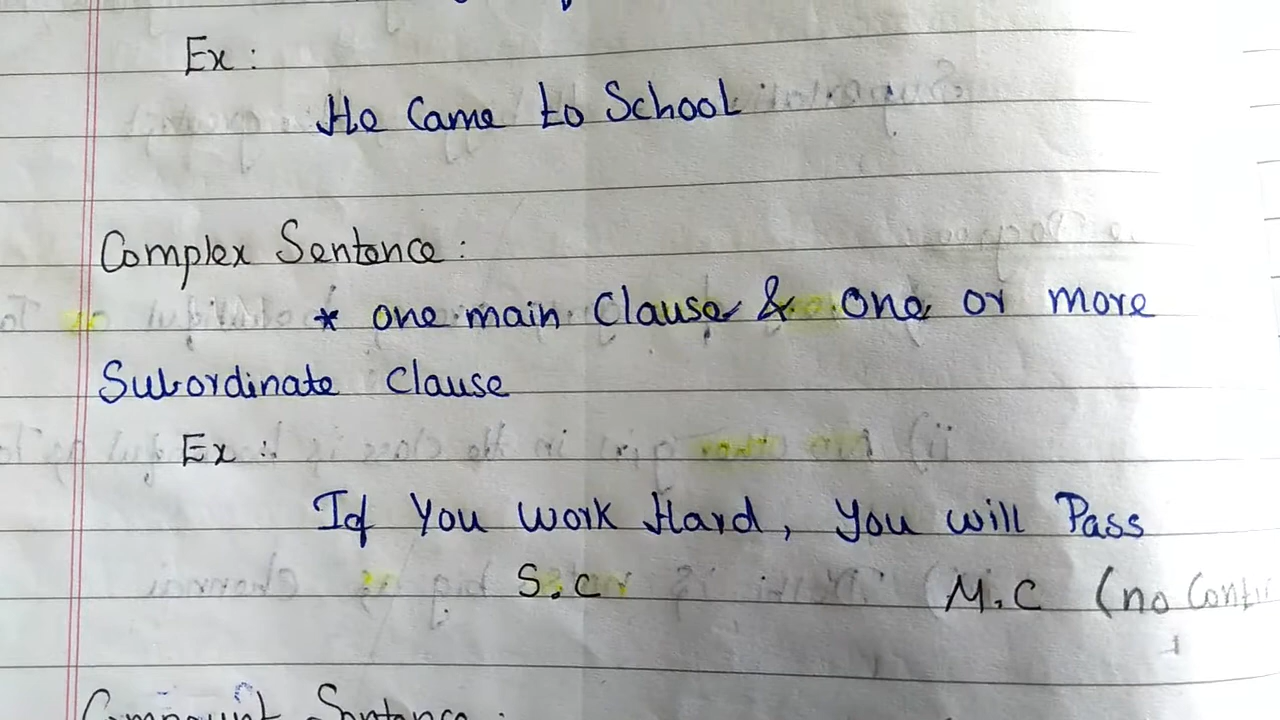 Ex :
He Came to School
Complex Sentence :
* one main Clause & One or more
Subordinate Clause
Ex :
If You work Hard, you will Pass
S.C M.C (no
Sentence :